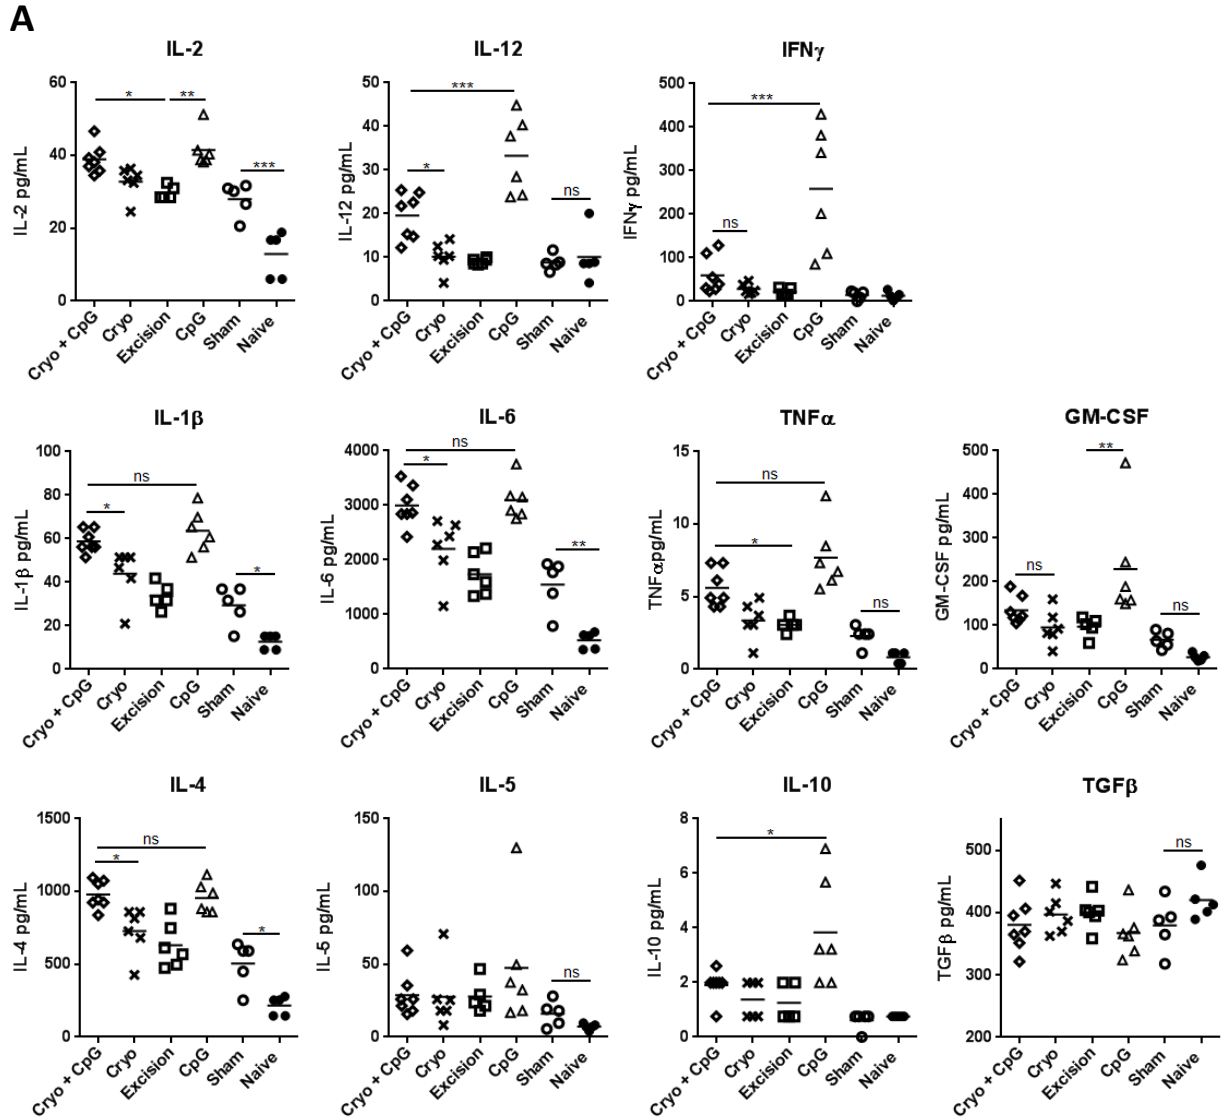 A
IL-2
IL-2 pg/mL
60
40
20
0
*
**
***
Cryo + CpG
Cryo
Excision
CpG
Sham
Naive
IL-12
IL-12 pg/mL
50
40
30
20
10
0
***
*
ns
Cryo + CpG
Cryo
Excision
CpG
Sham
Naive
IFNγ
IFNγ pg/mL
500
400
300
200
100
0
***
ns
Cryo + CpG
Cryo
Excision
CpG
Sham
Naive
IL-1β
IL-1β pg/mL
100
80
60
40
20
0
ns
*
*
Cryo + CpG
Cryo
Excision
CpG
Sham
Naive
IL-6
IL-6 pg/mL
4000
3000
2000
1000
0
ns
*
**
Cryo + CpG
Cryo
Excision
CpG
Sham
Naive
TNFα
TNFαpg/mL
15
10
5
0
ns
*
ns
Cryo + CpG
Cryo
Excision
CpG
Sham
Naive
GM-CSF
GM-CSF pg/mL
500
400
300
200
100
0
**
ns
ns
Cryo + CpG
Cryo
Excision
CpG
Sham
Naive
IL-4
IL-4 pg/mL
1500
1000
500
0
ns
*
*
Cryo + CpG
Cryo
Excision
CpG
Sham
Naive
IL-5
IL-5 pg/mL
150
100
50
0
ns
Cryo + CpG
Cryo
Excision
CpG
Sham
Naive
IL-10
IL-10 pg/mL
8
6
4
2
0
*
Cryo + CpG
Cryo
Excision
CpG
Sham
Naive
TGFβ
TGFβ pg/mL
500
400
300
200
ns
Cryo + CpG
Cryo
Excision
CpG
Sham
Naive